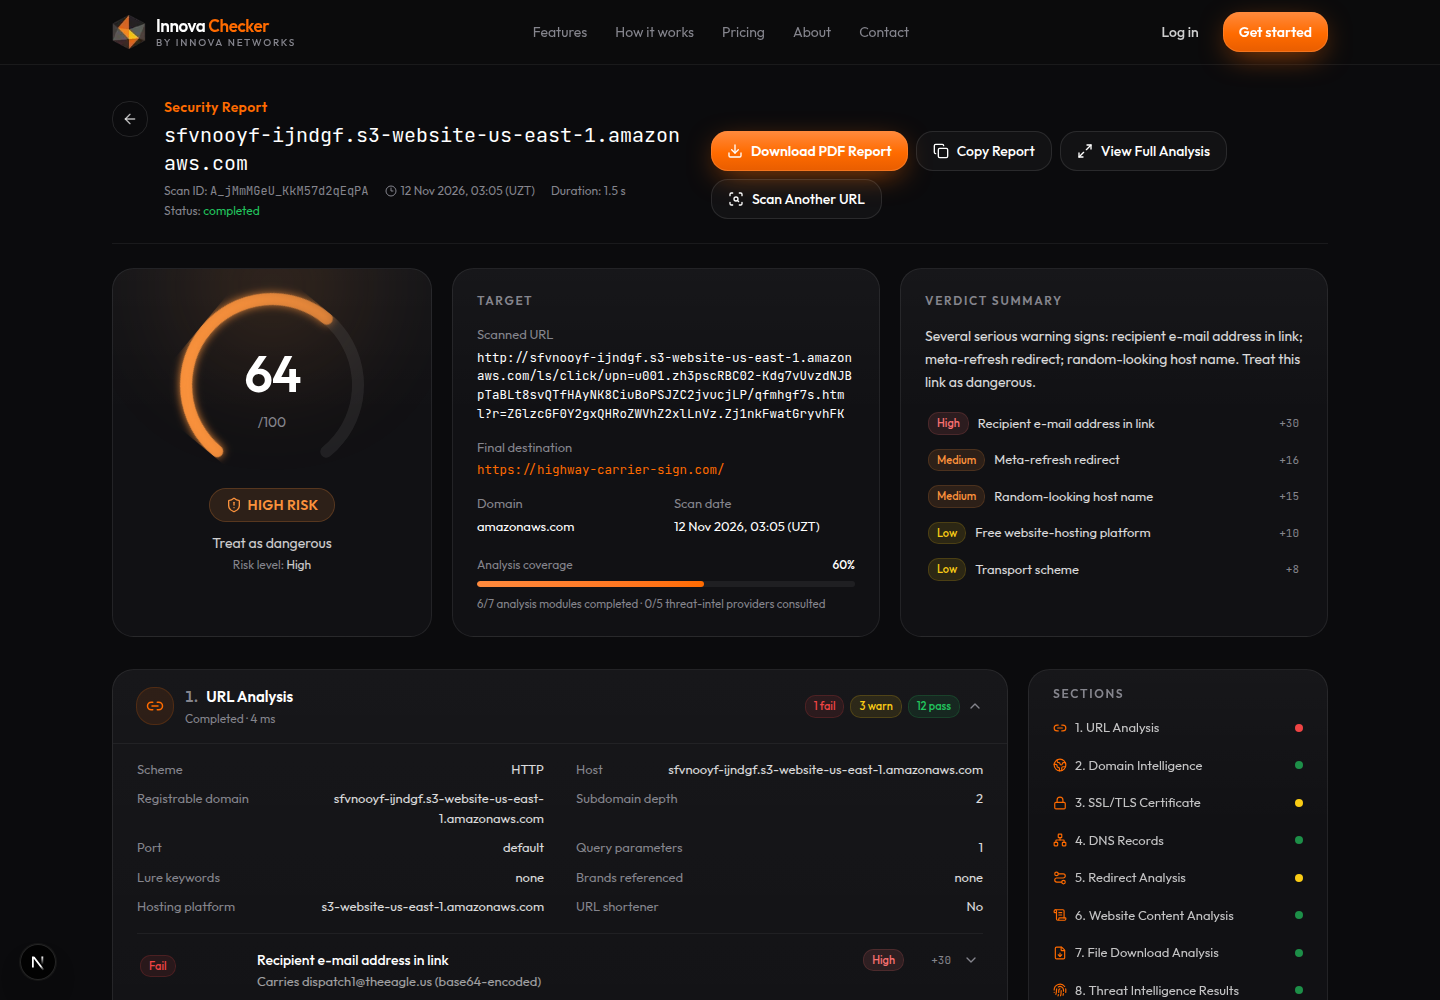 Innova Checker
BY INNOVA NETWORKS
Features
How it works
Pricing
About
Contact
Log in
Get started
Security Report
sfvnooyf-ijndgf.s3-website-us-east-1.amazon
aws.com
Scan ID: A_jMmMGeU_KkM57d2qEqPA
12 Nov 2026, 03:05 (UZT)
Duration: 1.5 s
Status: completed
Download PDF Report
Copy Report
View Full Analysis
Scan Another URL
64
/100
HIGH RISK
Treat as dangerous
Risk level: High
TARGET
Scanned URL
http://sfvnooyf-ijndgf.s3-website-us-east-1.amazon
aws.com/ls/click/upn=u001.zh3pscRBC02-Kdg7vUvzdNJB
pTaBLt8svQTfHAyNK8CiuBoPSJZC2jvucjLP/qfmhgf7s.htm
l?r=ZGlzcGF0Y2gxQHRoZWVhZ2xlLnVz.Zj1nkFwatGryvhFK
Final destination
https://highway-carrier-sign.com/
Domain
amazonaws.com
Scan date
12 Nov 2026, 03:05 (UZT)
Analysis coverage
60%
6/7 analysis modules completed · 0/5 threat-intel providers consulted
VERDICT SUMMARY
Several serious warning signs: recipient e-mail address in link;
meta-refresh redirect; random-looking host name. Treat this
link as dangerous.
High Recipient e-mail address in link +30
Medium Meta-refresh redirect +16
Medium Random-looking host name +15
Low Free website-hosting platform +10
Low Transport scheme +8
1. URL Analysis
Completed · 4 ms
1 fail
3 warn
12 pass
Scheme HTTP
Host sfvnooyf-ijndgf.s3-website-us-east-1.amazonaws.com
Registrable domain sfvnooyf-ijndgf.s3-website-us-east-
1.amazonaws.com
Subdomain depth 2
Port default
Query parameters 1
Lure keywords none
Brands referenced none
Hosting platform s3-website-us-east-1.amazonaws.com
URL shortener No
Fail
Recipient e-mail address in link
Carries dispatch1@theeagle.us (base64-encoded)
High
+30
SECTIONS
1. URL Analysis
2. Domain Intelligence
3. SSL/TLS Certificate
4. DNS Records
5. Redirect Analysis
6. Website Content Analysis
7. File Download Analysis
8. Threat Intelligence Results
N